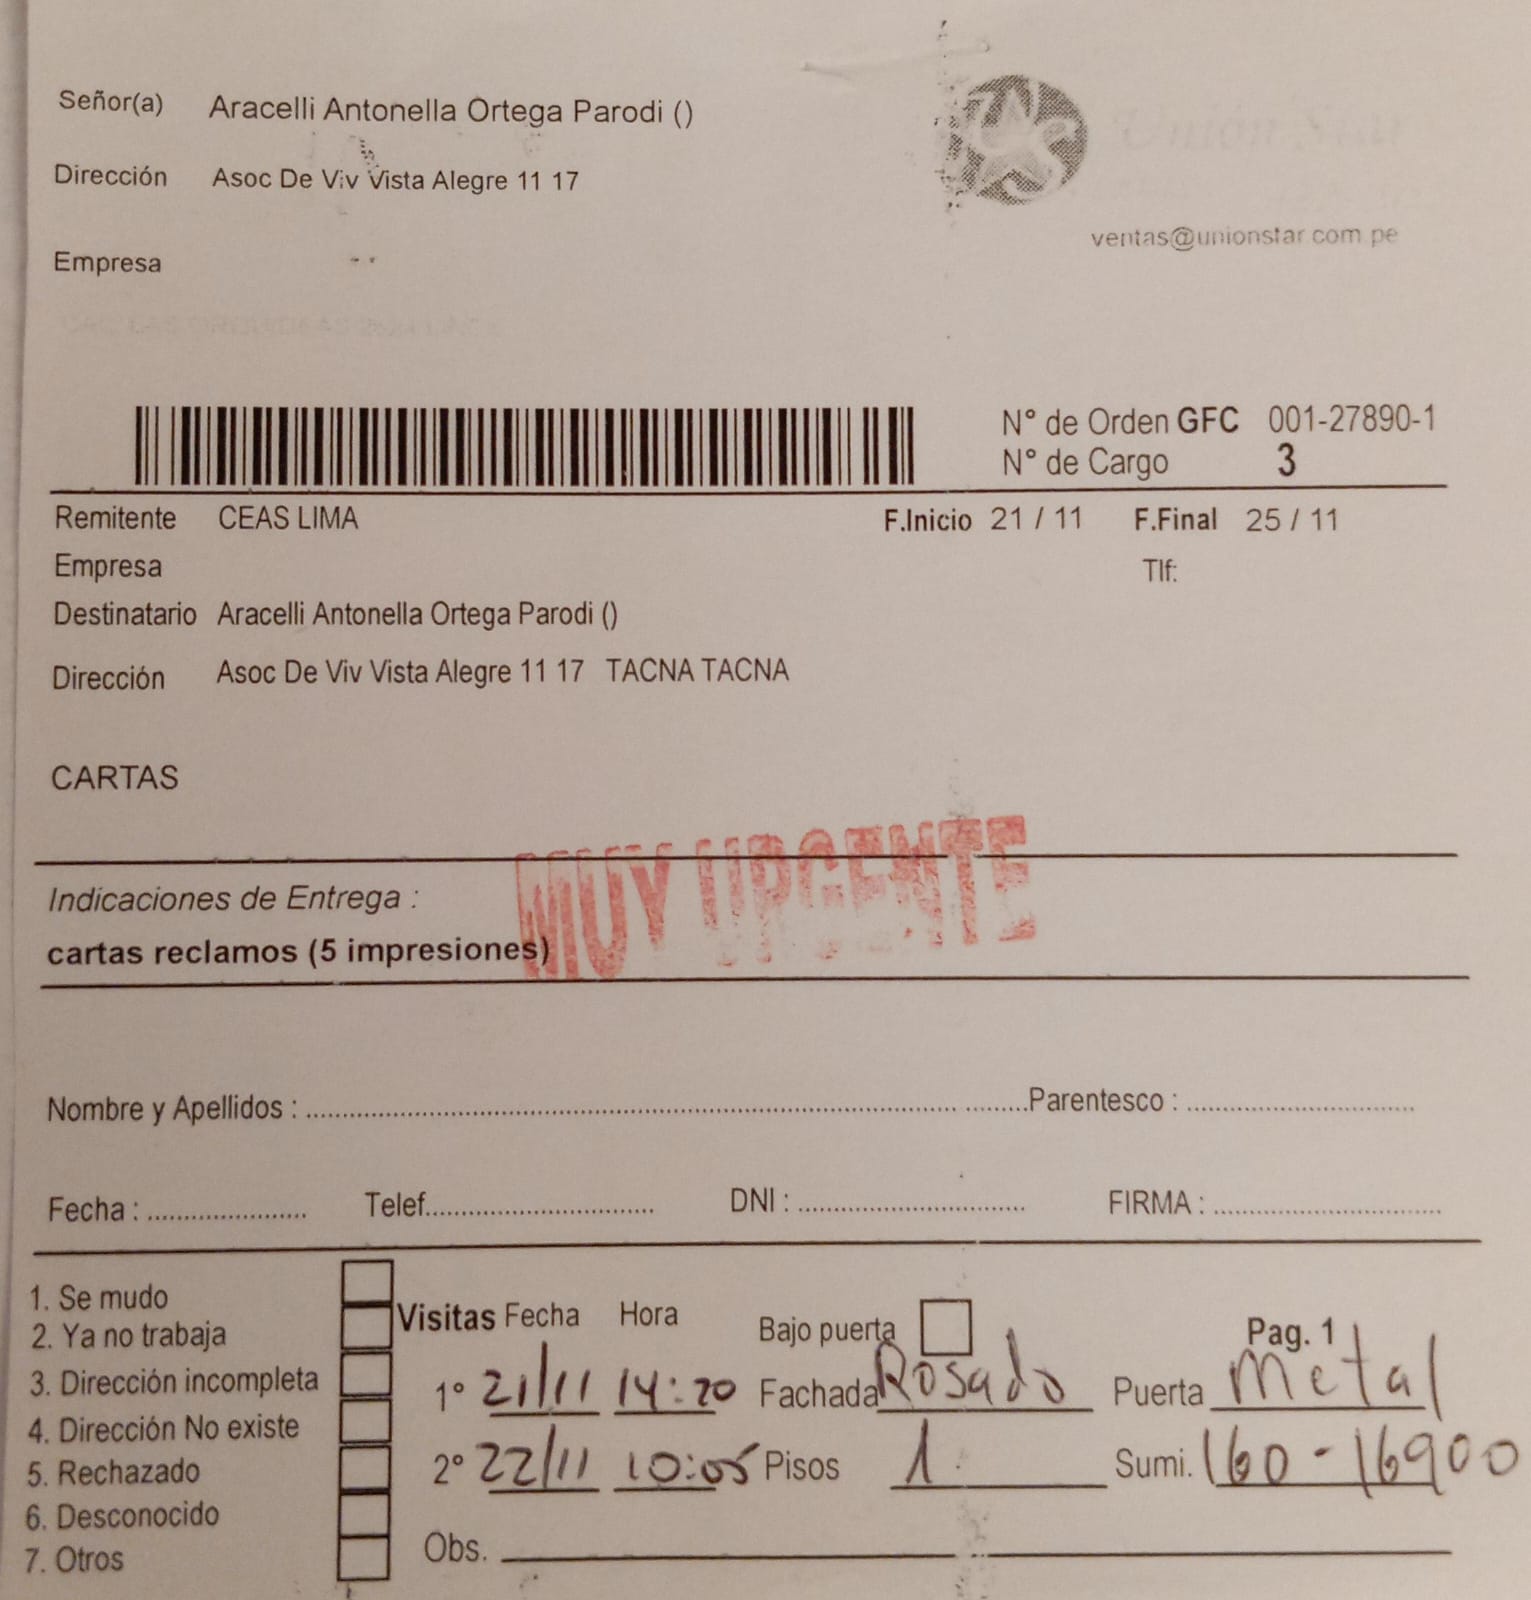 Señor(a) Aracelli Antonella Ortega Parodi ()
Dirección Asoc De Viv Vista Alegre 11 17
ventas@unionstar.com.pe
Empresa --
N° de Orden GFC 001-27890-1
N° de Cargo 3
Remitente CEAS LIMA F.Inicio 21 / 11 F.Final 25 / 11
Empresa Tlf:
Destinatario Aracelli Antonella Ortega Parodi ()
Dirección Asoc De Viv Vista Alegre 11 17 TACNA TACNA
CARTAS
MUY URGENTE
Indicaciones de Entrega :
cartas reclamos (5 impresiones)
Nombre y Apellidos : Parentesco :
Fecha : Telef. DNI : FIRMA :
1. Se mudo
2. Ya no trabaja
3. Dirección incompleta
4. Dirección No existe
5. Rechazado
6. Desconocido
7. Otros
Visitas Fecha Hora Bajo puerta Pag. 1
1° 21/11 14:20 Fachada Rosado Puerta Metal
2° 22/11 10:05 Pisos 1 Sumi. 160-16900
Obs.